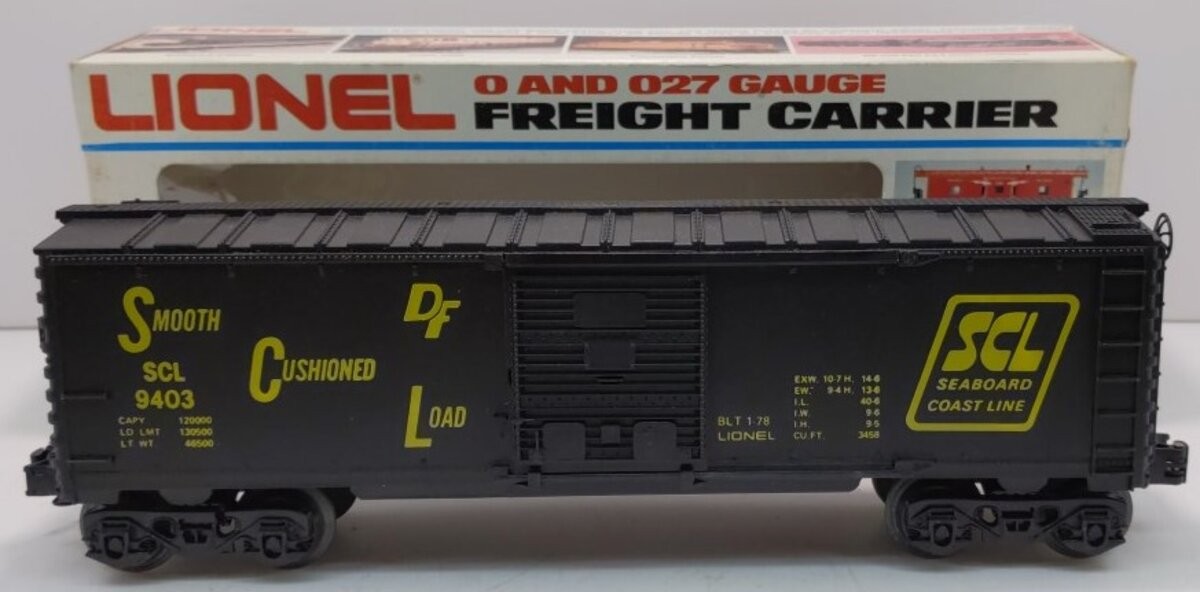 LIONEL
O AND O27 GAUGE
FREIGHT CARRIER
SMOOTH
CUSHIONED
LOAD
DF
SCL
9403
CAPY 120000
LD LMT 130500
LT WT 46500
BLT 1-78
LIONEL
EXW. 10-7 H. 14-6
EW. 9-4 H. 13-6
I.L. 40-6
I.W. 9-6
I.H. 9-5
CU.FT. 3458
SCL
SEABOARD
COAST LINE